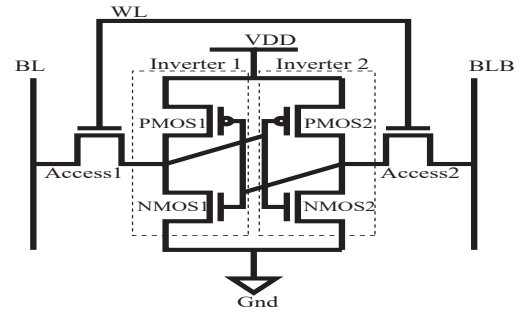 WL
VDD
BL
Inverter 1
Inverter 2
BLB
PMOS1
PMOS2
Access1
Access2
NMOS1
NMOS2
Gnd